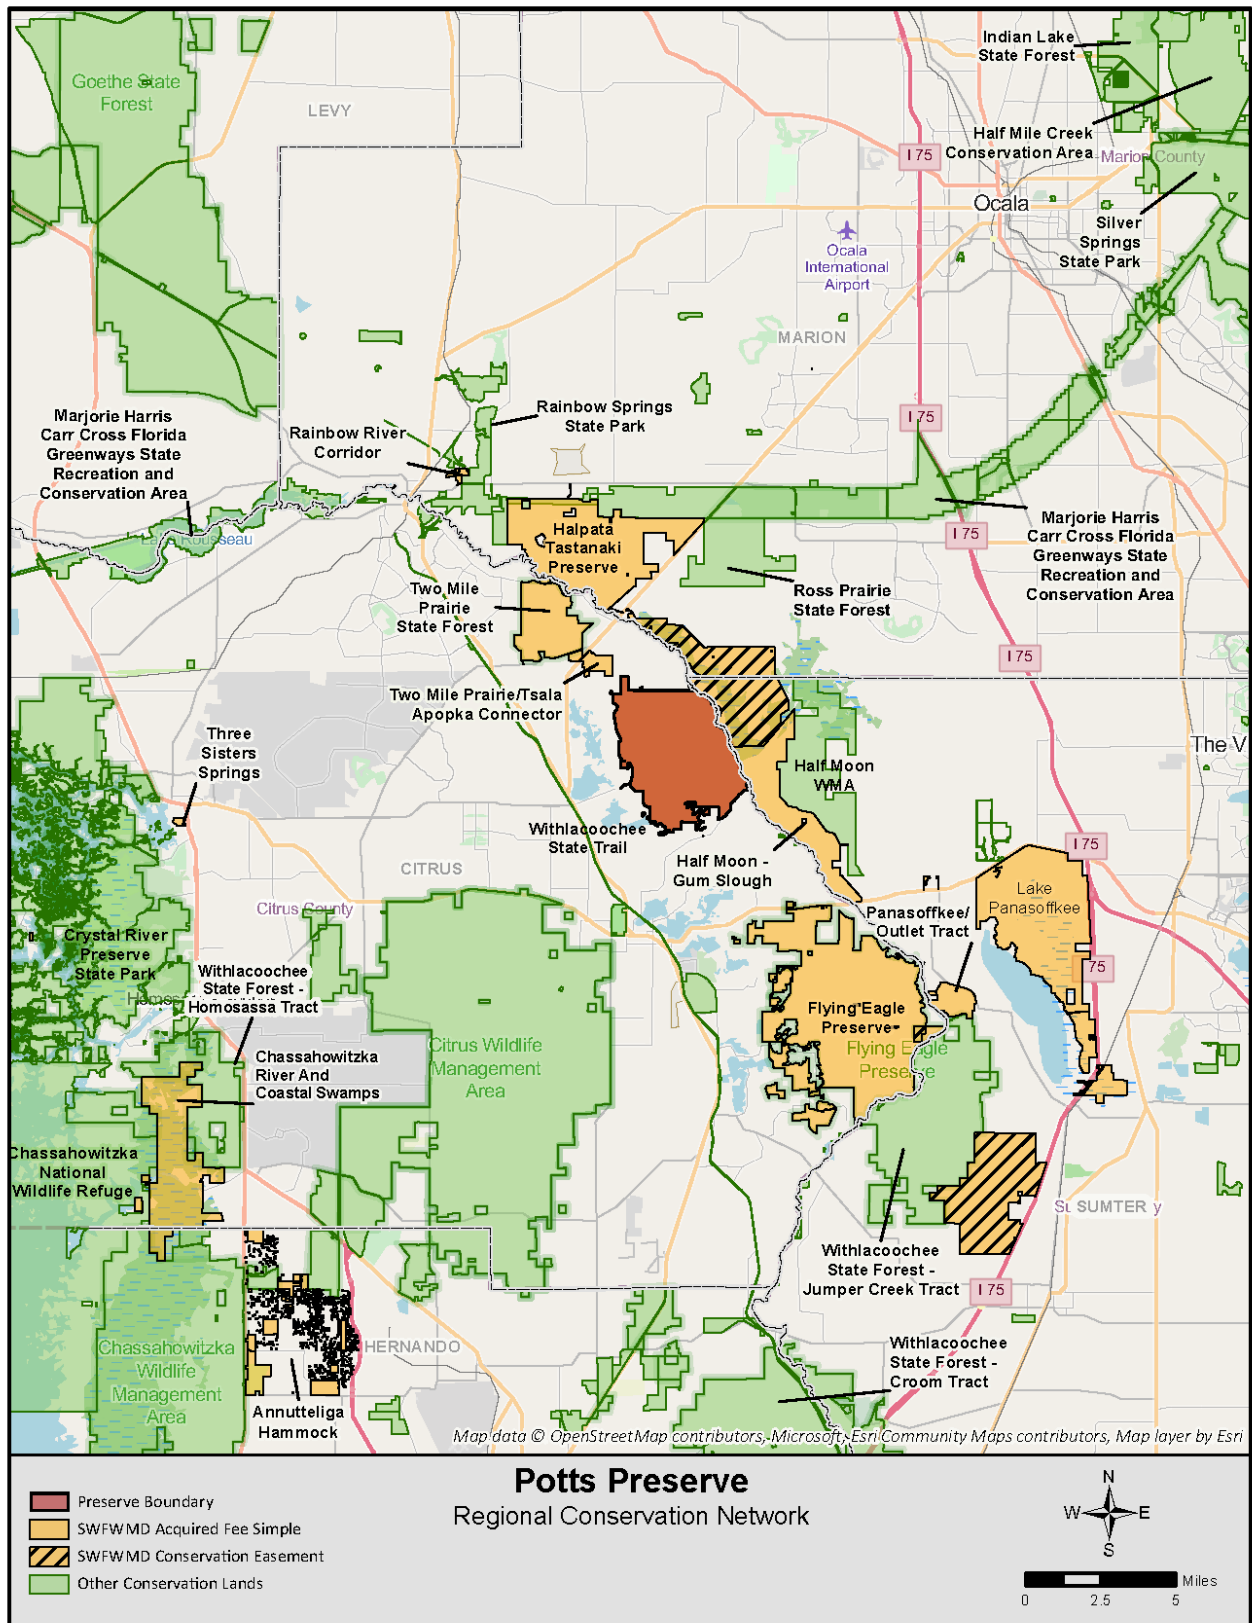 Indian Lake
State Forest
Goethe State
Forest
LEVY
Half Mile Creek
Conservation Area
Marion County
I 75
Ocala
Silver
Springs
State Park
Ocala
International
Airport
MARION
Marjorie Harris
Carr Cross Florida
Greenways State
Recreation and
Conservation Area
Rainbow River
Corridor
Rainbow Springs
State Park
I 75
Halpata
Tastanaki
Preserve
I 75
Marjorie Harris
Carr Cross Florida
Greenways State
Recreation and
Conservation Area
Two Mile
Prairie
State Forest
Ross Prairie
State Forest
I 75
Two Mile Prairie/Tsala
Apopka Connector
Three
Sisters
Springs
The V
Half Moon
WMA
Withlacoochee
State Trail
Half Moon -
Gum Slough
I 75
CITRUS
Citrus County
Lake
Panasoffkee
Panasoffkee/
Outlet Tract
Crystal River
Preserve
State Park
Withlacoochee
State Forest -
Homosassa Tract
75
Flying Eagle
Preserve
Flying Eagle
Preserve
Citrus Wildlife
Management
Area
Chassahowitzka
River And
Coastal Swamps
Chassahowitzka
National
Wildlife Refuge
SUMTER
Withlacoochee
State Forest -
Jumper Creek Tract
I 75
Chassahowitzka
Wildlife
Management
Area
HERNANDO
Withlacoochee
State Forest -
Croom Tract
Annutteliga
Hammock
Map data © OpenStreetMap contributors, Microsoft, Esri Community Maps contributors, Map layer by Esri
Potts Preserve
Regional Conservation Network
Preserve Boundary
SWFWMD Acquired Fee Simple
SWFWMD Conservation Easement
Other Conservation Lands
N
W E
S
Miles
0 2.5 5